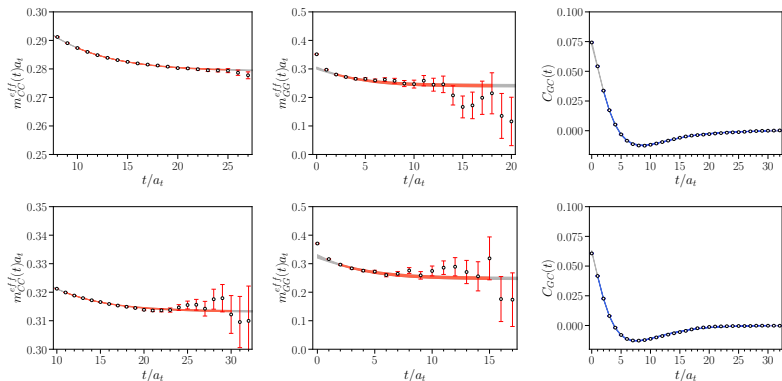 0.30
0.29
0.28
0.27
0.26
0.25
m^{eff}_{CC}(t)a_t
10 15 20 25
t/a_t
0.5
0.4
0.3
0.2
0.1
0.0
m^{eff}_{GG}(t)a_t
0 5 10 15 20
t/a_t
0.100
0.075
0.050
0.025
0.000
C_{GC}(t)
0 5 10 15 20 25 30
t/a_t
0.35
0.34
0.33
0.32
0.31
0.30
m^{eff}_{CC}(t)a_t
10 15 20 25 30
t/a_t
0.5
0.4
0.3
0.2
0.1
0.0
m^{eff}_{GG}(t)a_t
0 5 10 15
t/a_t
0.100
0.075
0.050
0.025
0.000
C_{GC}(t)
0 5 10 15 20 25 30
t/a_t